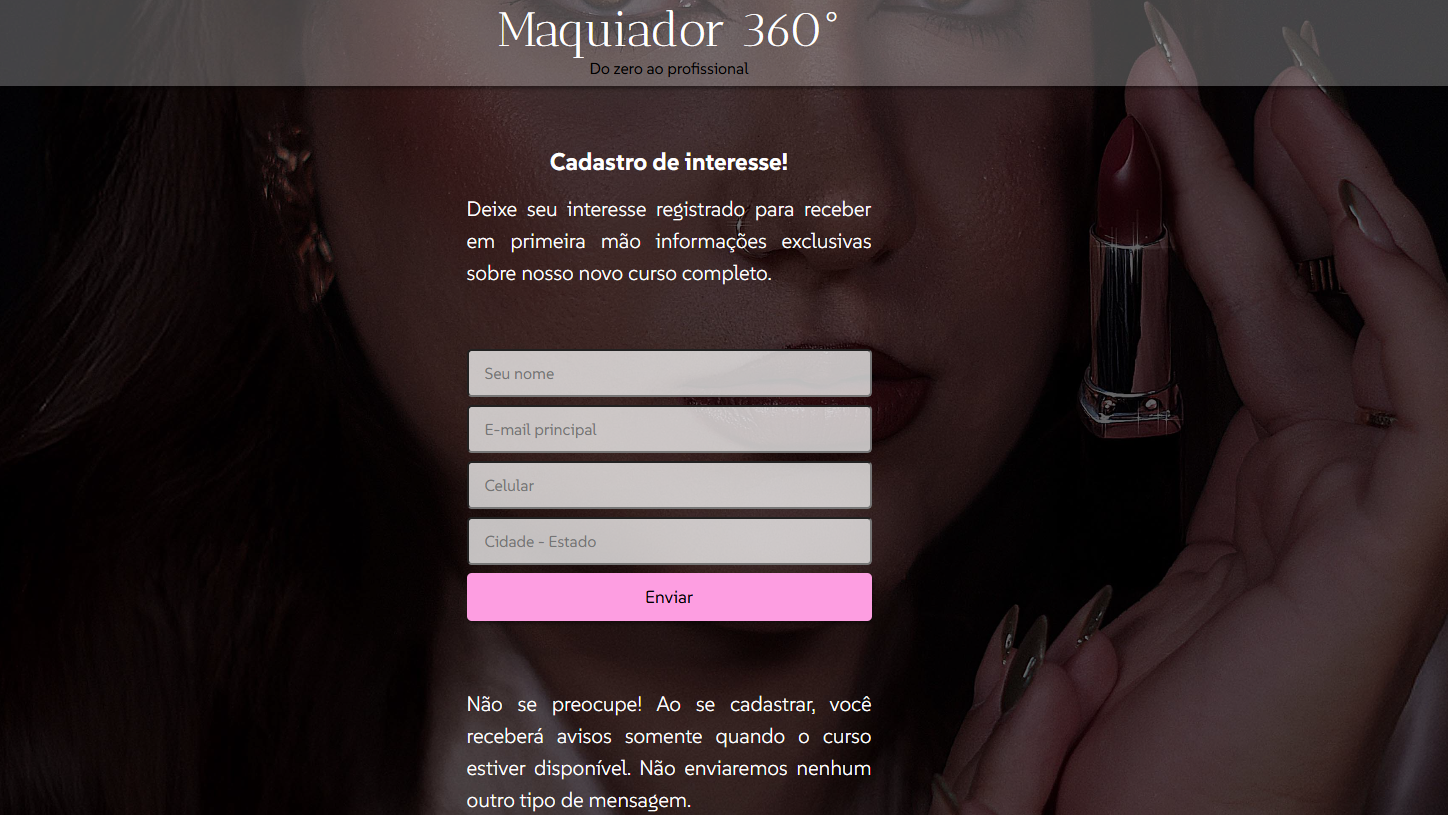 Maquiador 360°
Do zero ao profissional
Cadastro de interesse!
Deixe seu interesse registrado para receber
em primeira mão informações exclusivas
sobre nosso novo curso completo.
Seu nome
E-mail principal
Celular
Cidade - Estado
Enviar
Não se preocupe! Ao se cadastrar, você
receberá avisos somente quando o curso
estiver disponível. Não enviaremos nenhum
outro tipo de mensagem.